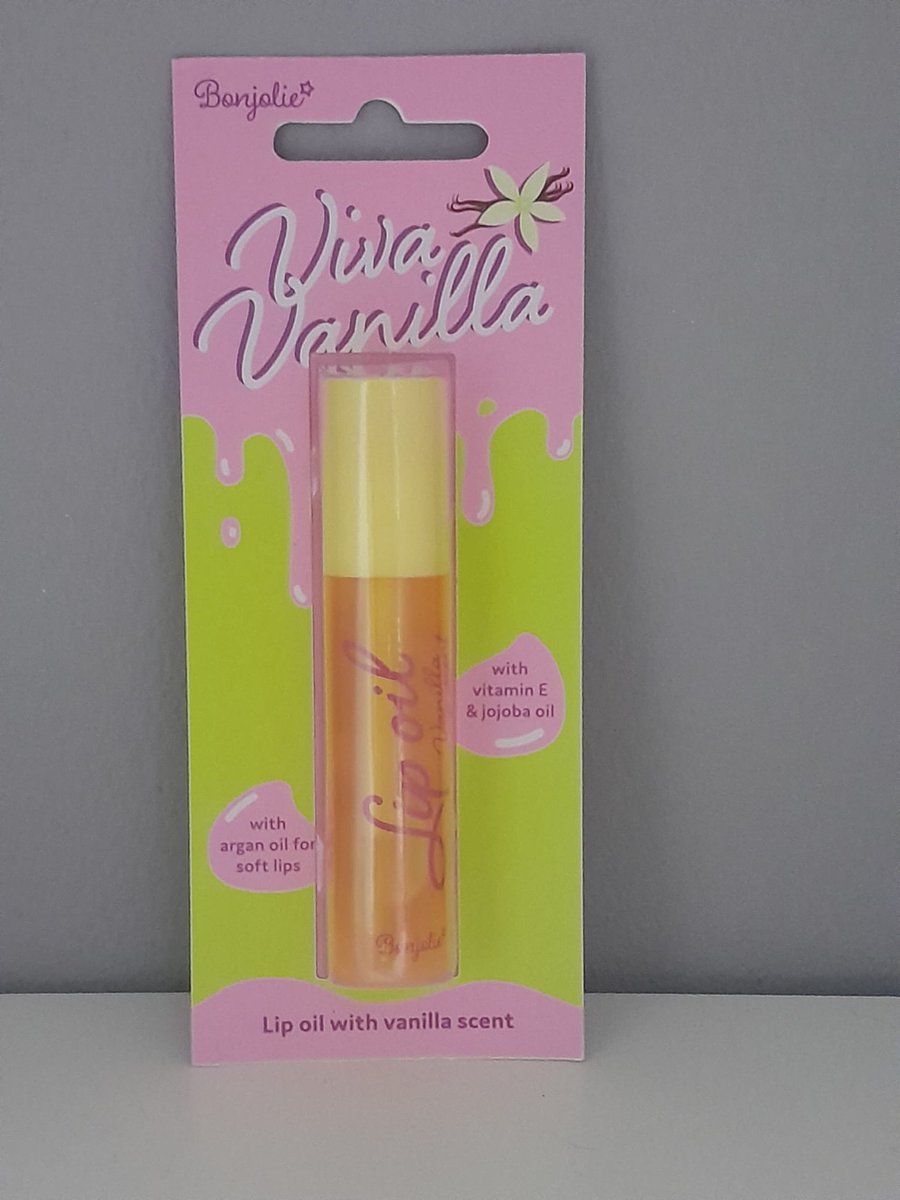 Bonjolie
Viva
Vanilla
with
vitamin E
& jojoba oil
Lip oil
Vanilla
with
argan oil for
soft lips
Bonjolie
Lip oil with vanilla scent